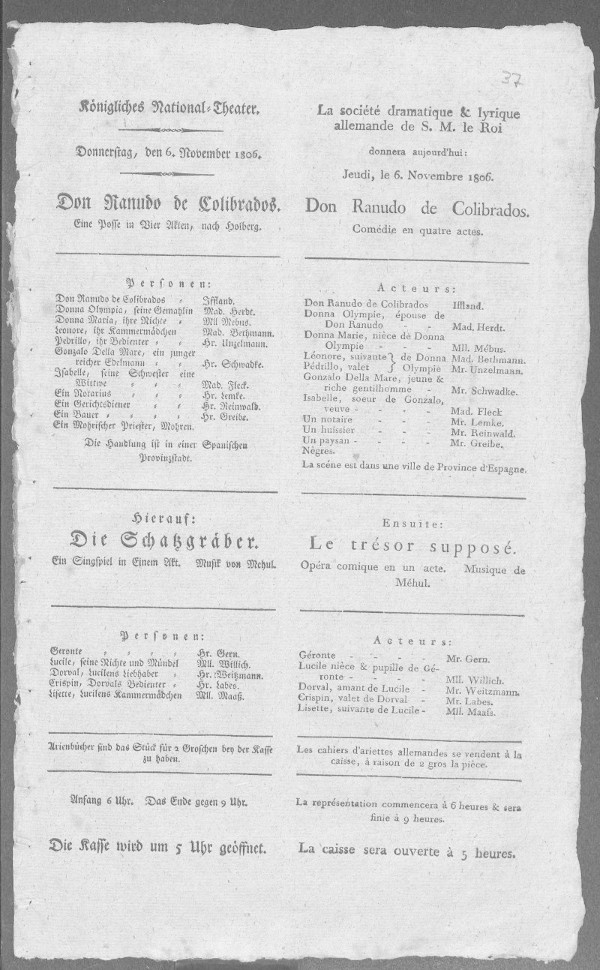 37
Königliches National-Theater.
Donnerstag, den 6. November 1806.
Don Ranudo de Colibrados.
Eine Posse in Vier Akten, nach Holberg.
Personen:
Don Ranudo de Colibrados - Iffland.
Donna Olympia, seine Gemahlin Mad. Herdt.
Donna Maria, ihre Nichte - Mll Mebus.
Leonore, ihr Kammermädchen Mad. Bethmann.
Pedrillo, ihr Bedienter - - Hr. Unzelmann.
Gonzalo Della Mare, ein junger
reicher Edelmann - - Hr. Schwadke.
Isabelle, seine Schwester eine
Wittwe - - - Mad. Fleck.
Ein Notarius - - - Hr. Lemke.
Ein Gerichtsdiener - - Hr. Reinwald.
Ein Bauer - - - - Hr. Greibe.
Ein Mohrischer Priester, Mohren.
Die Handlung ist in einer Spanischen
Provinzstadt.
Hierauf:
Die Schatzgräber.
Ein Singspiel in Einem Akt. Musik von Mehul.
Personen:
Geronte - - - - - Hr. Gern.
Lucile, seine Nichte und Mündel Mll. Willich.
Dorval, Lucilens Liebhaber - Hr. Weitzmann.
Crispin, Dorvals Bedienter - Hr. Labes.
Lisette, Lucilens Kammermädchen Mll. Maaß.
Arienbücher sind das Stück für 2 Groschen bey der Kasse
zu haben.
Anfang 6 Uhr. Das Ende gegen 9 Uhr.
Die Kasse wird um 5 Uhr geöffnet.
La société dramatique & lyrique
allemande de S. M. le Roi
donnera aujourd'hui:
Jeudi, le 6. Novembre 1806.
Don Ranudo de Colibrados.
Comédie en quatre actes.
Acteurs:
Don Ranudo de Colibrados Iffland.
Donna Olympie, épouse de
Don Ranudo - - Mad. Herdt.
Donna Marie, nièce de Donna
Olympie - - - Mll. Mébus.
Léonore, suivante } de Donna Mad. Bethmann.
Pédrillo, valet } Olympie Mr. Unzelmann.
Gonzalo Della Mare, jeune &
riche gentilhomme - Mr. Schwadke.
Isabelle, soeur de Gonzalo,
veuve - - - - - Mad. Fleck
Un notaire - - - - Mr. Lemke.
Un huissier - - - - Mr. Reinwald.
Un paysan - - - - Mr. Greibe.
Nègres.
La scéne est dans une ville de Province d'Espagne.
Ensuite:
Le trésor supposé.
Opéra comique en un acte. Musique de
Méhul.
Acteurs:
Géronte - - - - - Mr. Gern.
Lucile nièce & pupille de Gé-
ronte - - - - - Mll. Willich.
Dorval, amant de Lucile - Mr. Weitzmann.
Crispin, valet de Dorval - Mr. Labes.
Lisette, suivante de Lucile - Mll. Maafs.
Les cahiers d'ariettes allemandes se vendent à la
caisse, à raison de 2 gros la pièce.
La représentation commencera à 6 heures & sera
finie à 9 heures.
La caisse sera ouverte à 5 heures.